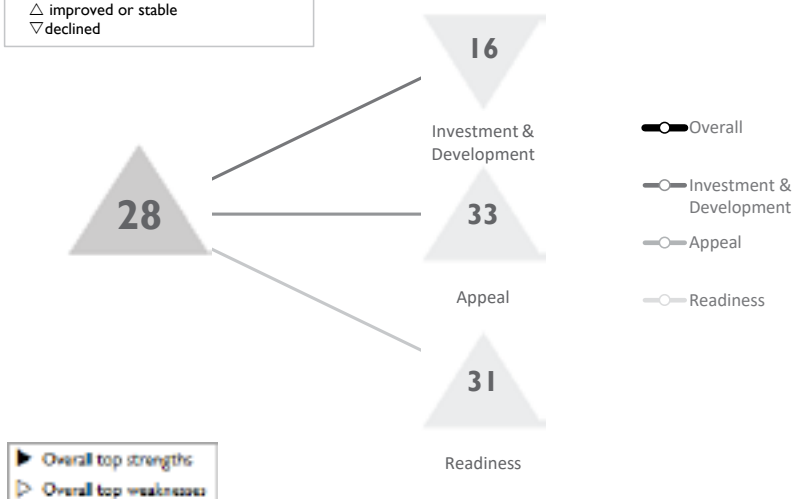 △ improved or stable
▽ declined
16
Investment &
Development
28
33
Appeal
31
Readiness
Overall
Investment &
Development
Appeal
Readiness
▶ Overall top strengths
▷ Overall top weaknesses